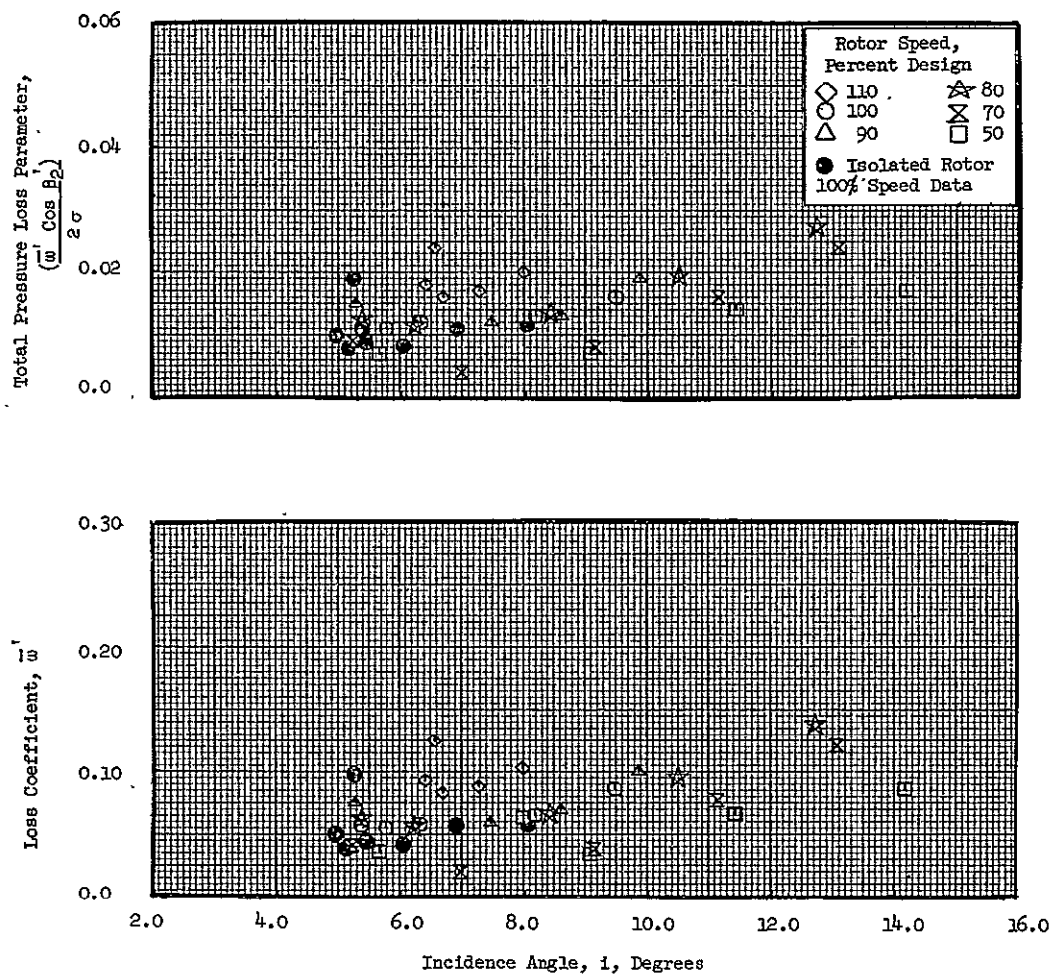 0.06
0.04
0.02
0.0
Total Pressure Loss Parameter,
(ω̅' Cos β₂')
2 σ
Rotor Speed,
Percent Design
110
100
90
80
70
50
Isolated Rotor
100% Speed Data
0.30
0.20
0.10
0.0
Loss Coefficient, ω̅'
2.0 4.0 6.0 8.0 10.0 12.0 14.0 16.0
Incidence Angle, i, Degrees